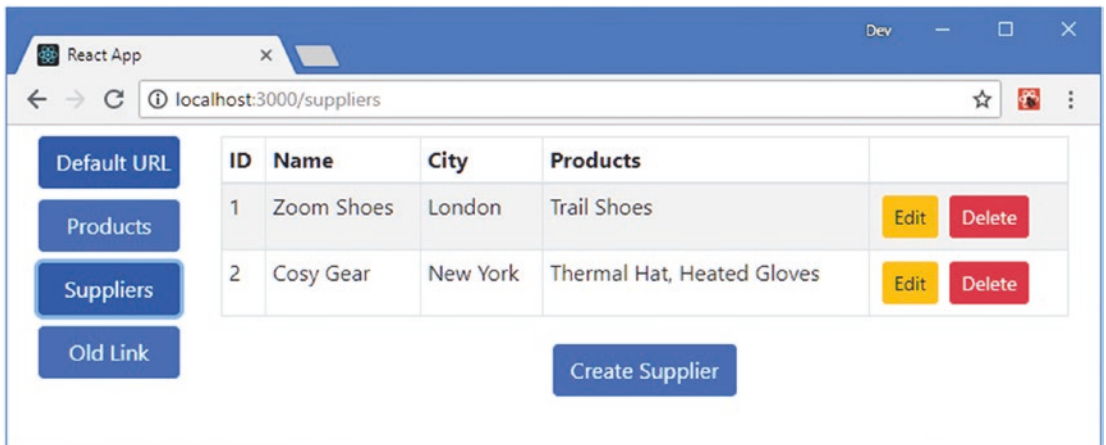 Dev
React App
localhost:3000/suppliers
Default URL
Products
Suppliers
Old Link
ID Name City Products
1 Zoom Shoes London Trail Shoes Edit Delete
2 Cosy Gear New York Thermal Hat, Heated Gloves Edit Delete
Create Supplier